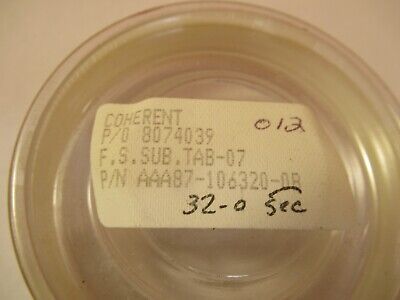 COHERENT
012
P/O 8074039
F.S.SUB.TAB-07
P/N AAA87-106320-0B
32-0 Sec